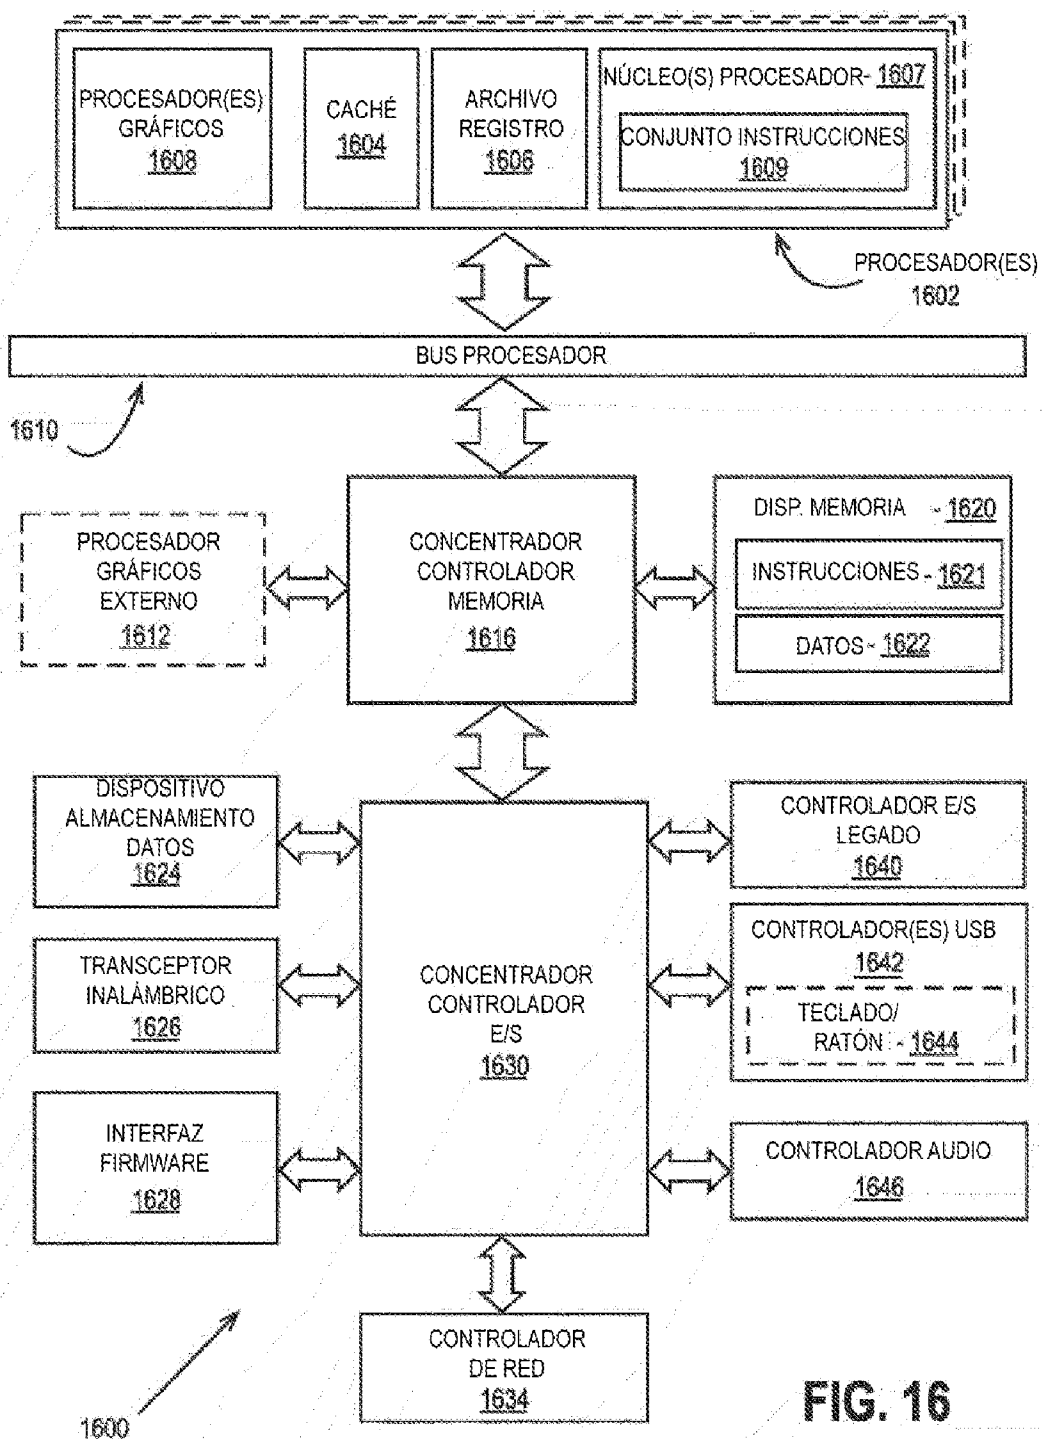 PROCESADOR(ES)
GRÁFICOS
1608
CACHÉ
1604
ARCHIVO
REGISTRO
1606
NÚCLEO(S) PROCESADOR- 1607
CONJUNTO INSTRUCCIONES
1609
PROCESADOR(ES)
1602
BUS PROCESADOR
1610
PROCESADOR
GRÁFICOS
EXTERNO
1612
CONCENTRADOR
CONTROLADOR
MEMORIA
1616
DISP. MEMORIA - 1620
INSTRUCCIONES - 1621
DATOS - 1622
DISPOSITIVO
ALMACENAMIENTO
DATOS
1624
CONTROLADOR E/S
LEGADO
1640
TRANSCEPTOR
INALÁMBRICO
1626
CONCENTRADOR
CONTROLADOR
E/S
1630
CONTROLADOR(ES) USB
1642
TECLADO/
RATÓN - 1644
INTERFAZ
FIRMWARE
1628
CONTROLADOR AUDIO
1646
CONTROLADOR
DE RED
1634
1600
FIG. 16